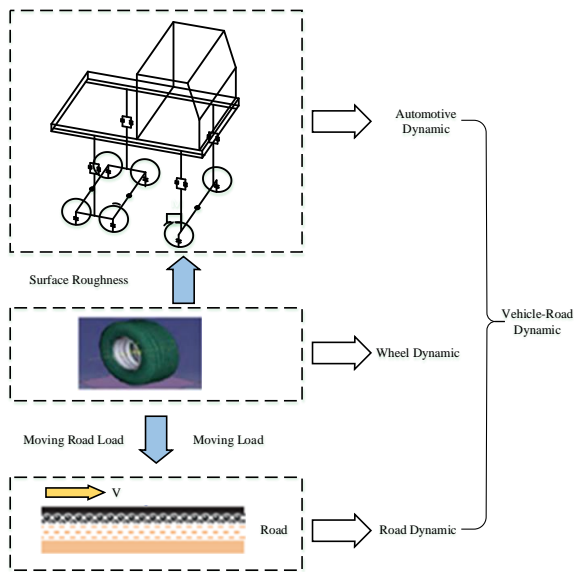 Automotive
Dynamic
Surface Roughness
Vehicle-Road
Dynamic
Wheel Dynamic
Moving Road Load
Moving Load
V
Road
Road Dynamic